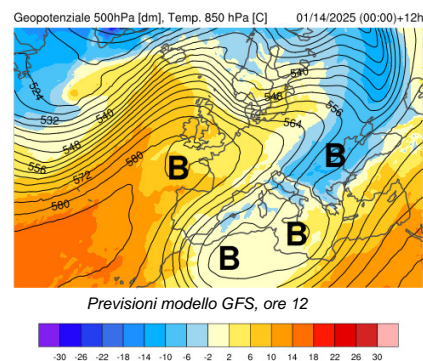 Geopotenziale 500hPa [dm], Temp. 850 hPa [C] 01/14/2025 (00:00)+12h
524
532
540
548
556
572
580
580
540
548
556
564
B
B
B
B
Previsioni modello GFS, ore 12
-30 -26 -22 -18 -14 -10 -6 -2 2 6 10 14 18 22 26 30